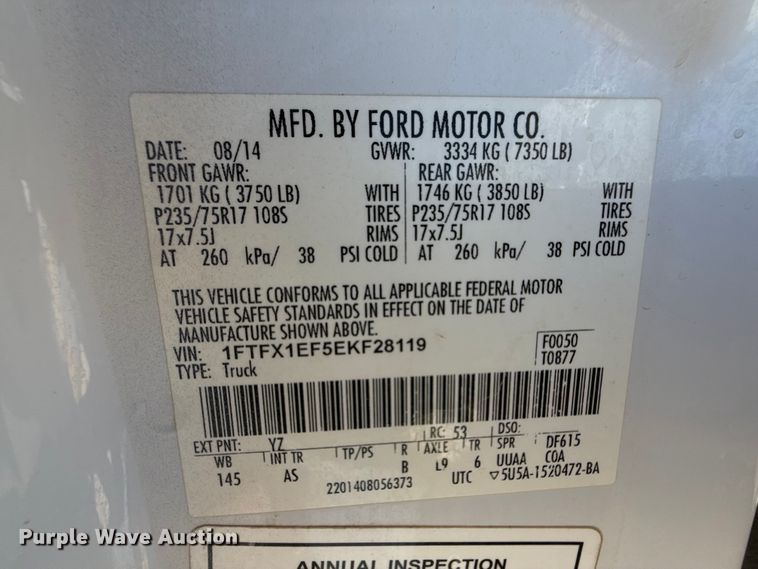 MFD. BY FORD MOTOR CO.
DATE: 08/14 GVWR: 3334 KG ( 7350 LB)
FRONT GAWR: REAR GAWR:
1701 KG ( 3750 LB) WITH 1746 KG ( 3850 LB) WITH
P235/75R17 108S TIRES P235/75R17 108S TIRES
17x7.5J RIMS 17x7.5J RIMS
AT 260 kPa/ 38 PSI COLD AT 260 kPa/ 38 PSI COLD
THIS VEHICLE CONFORMS TO ALL APPLICABLE FEDERAL MOTOR
VEHICLE SAFETY STANDARDS IN EFFECT ON THE DATE OF
MANUFACTURE SHOWN ABOVE.
VIN: 1FTFX1EF5EKF28119 F0050
TYPE: Truck T0877
EXT PNT: YZ RC: 53 DSO:
WB INT TR TP/PS R AXLE TR SPR DF615
145 AS B L9 6 UUAA COA
2201408056373 UTC ▽5U5A-1520472-BA
Purple Wave Auction
ANNUAL INSPECTION